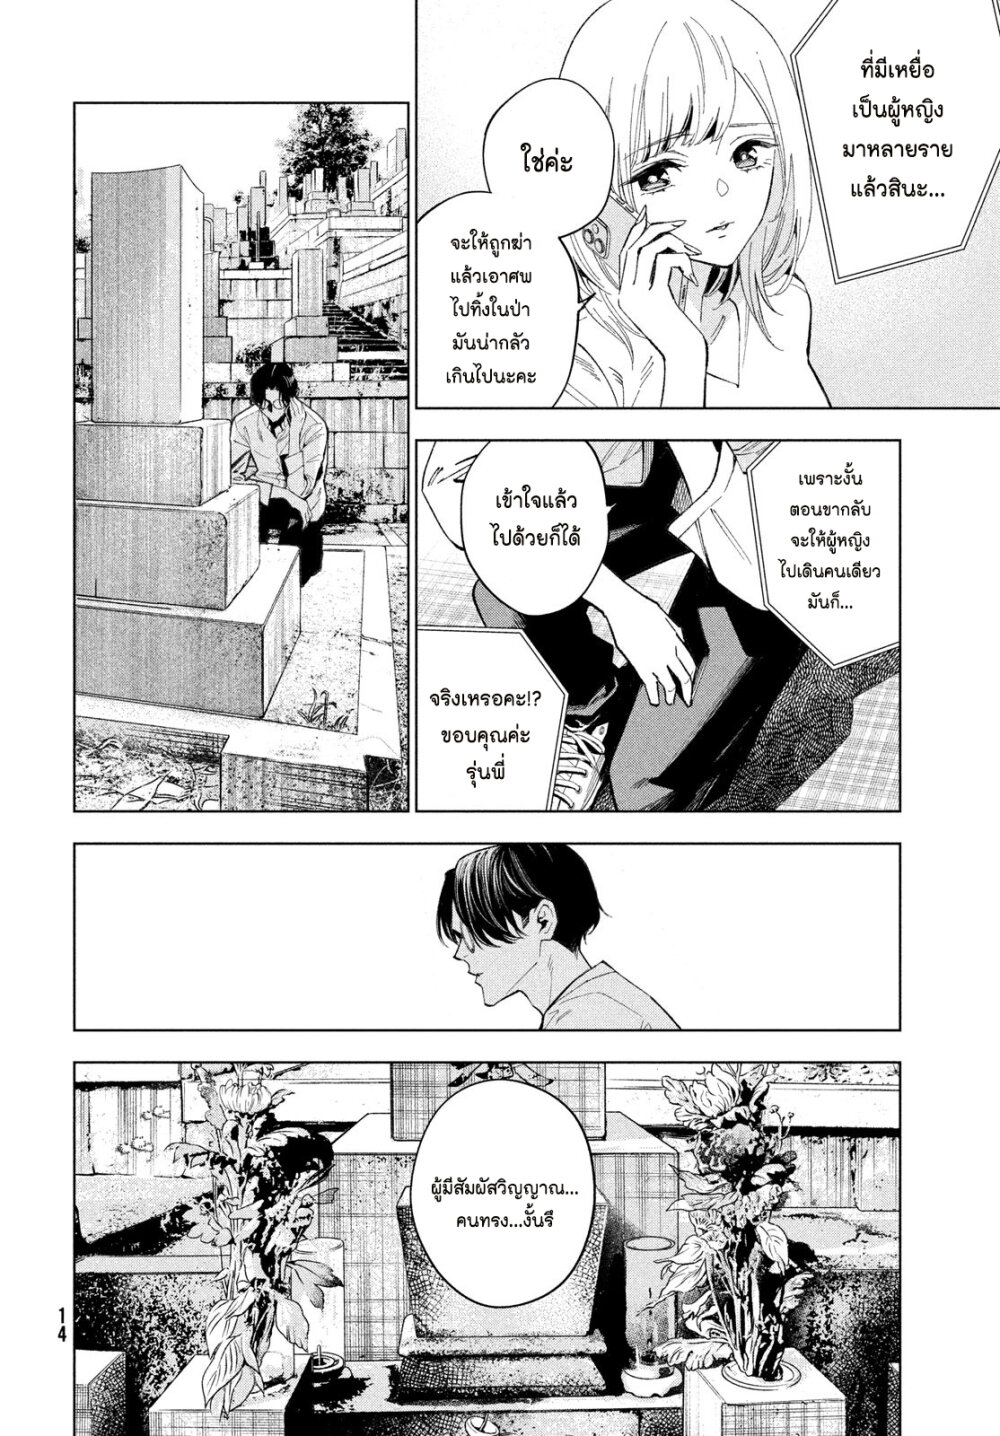 ที่มีเหยื่อ
เป็นผู้หญิง
มาหลายราย
แล้วสินะ...
ใช่ค่ะ
จะให้ถูกฆ่า
แล้วเอาศพ
ไปทิ้งในป่า
มันน่ากลัว
เกินไปนะคะ
เพราะงั้น
ตอนขากลับ
จะให้ผู้หญิง
ไปเดินคนเดียว
มันก็...
เข้าใจแล้ว
ไปด้วยก็ได้
จริงเหรอคะ!?
ขอบคุณค่ะ
รุ่นพี่
ผู้มีสัมผัสวิญญาณ...
คนทรง...งั้นรึ
14